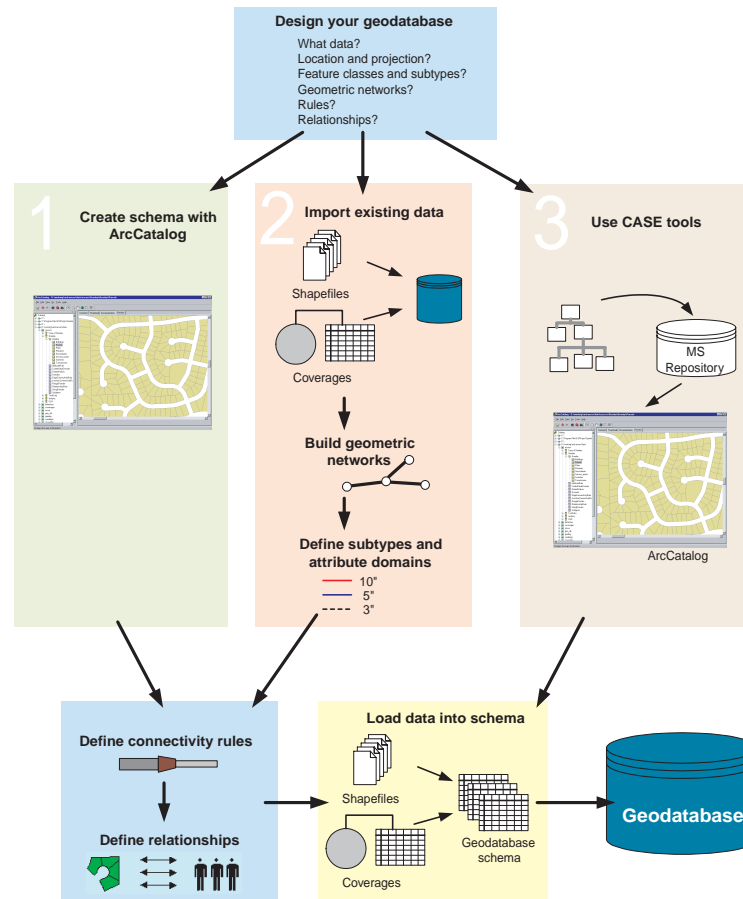 Design your geodatabase
What data?
Location and projection?
Feature classes and subtypes?
Geometric networks?
Rules?
Relationships?
1
Create schema with
ArcCatalog
2
Import existing data
Shapefiles
Coverages
Build geometric
networks
Define subtypes and
attribute domains
10"
5"
3"
3
Use CASE tools
MS
Repository
ArcCatalog
Define connectivity rules
Define relationships
Load data into schema
Shapefiles
Coverages
Geodatabase
schema
Geodatabase